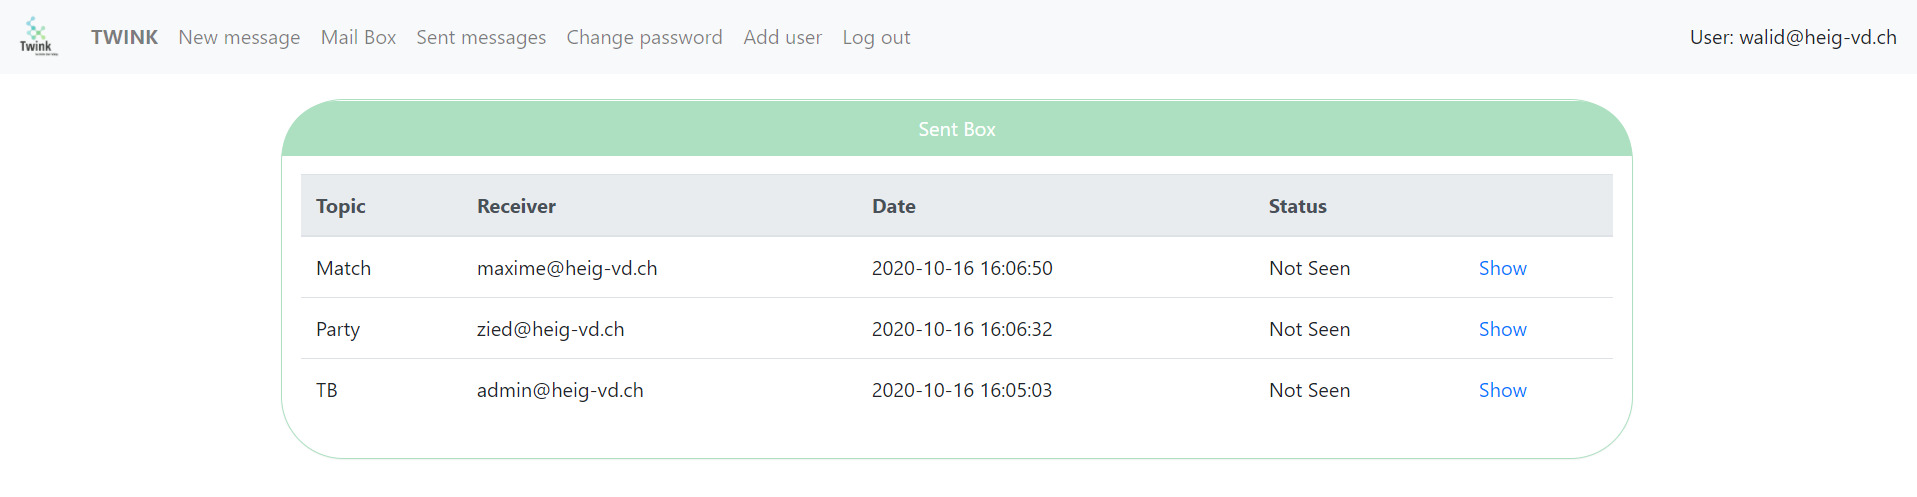 Twink TWINK New message Mail Box Sent messages Change password Add user Log out User: walid@heig-vd.ch
Sent Box
Topic Receiver Date Status
Match maxime@heig-vd.ch 2020-10-16 16:06:50 Not Seen Show
Party zied@heig-vd.ch 2020-10-16 16:06:32 Not Seen Show
TB admin@heig-vd.ch 2020-10-16 16:05:03 Not Seen Show